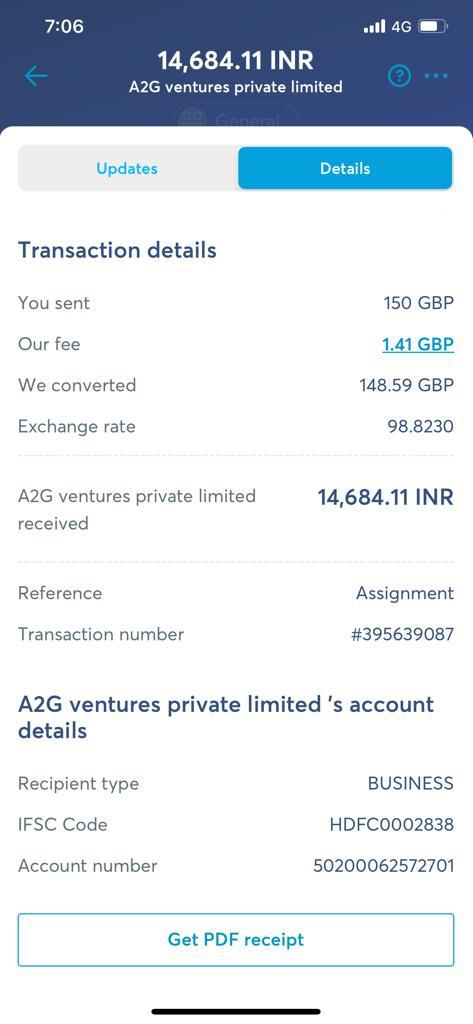 7:06
4G
14,684.11 INR
A2G ventures private limited
General
Updates
Details
Transaction details
You sent 150 GBP
Our fee 1.41 GBP
We converted 148.59 GBP
Exchange rate 98.8230
A2G ventures private limited
received
14,684.11 INR
Reference Assignment
Transaction number #395639087
A2G ventures private limited 's account
details
Recipient type BUSINESS
IFSC Code HDFC0002838
Account number 50200062572701
Get PDF receipt